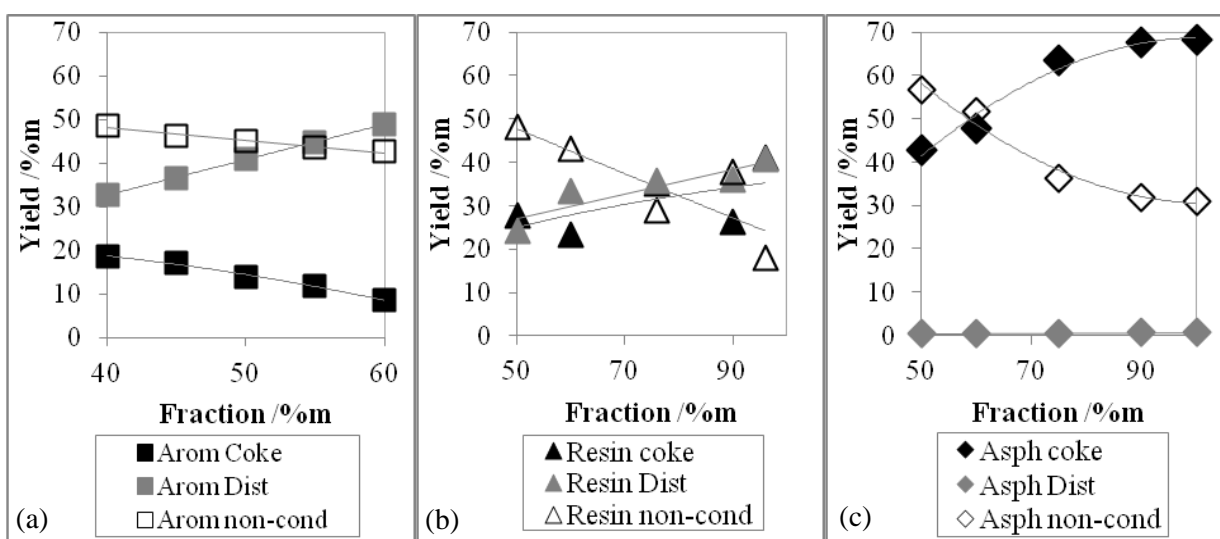 70
60
50
40
30
20
10
0
Yield /%m
40 50 60
Fraction /%m
Arom Coke
Arom Dist
Arom non-cond
(a)
70
60
50
40
30
20
10
0
Yield /%m
50 70 90
Fraction /%m
Resin coke
Resin Dist
Resin non-cond
(b)
70
60
50
40
30
20
10
0
Yield /%m
50 70 90
Fraction /%m
Asph coke
Asph Dist
Asph non-cond
(c)